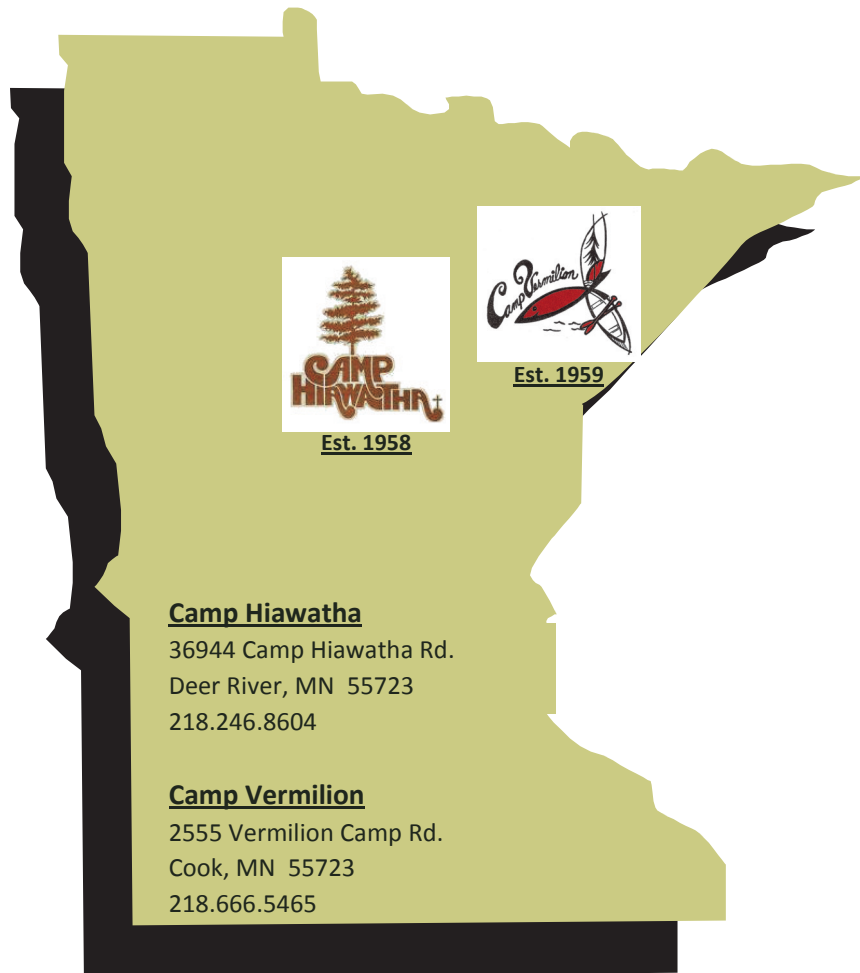 Camp Vermilion
Est. 1959
CAMP
HIAWATHA
Est. 1958
Camp Hiawatha
36944 Camp Hiawatha Rd.
Deer River, MN  55723
218.246.8604
Camp Vermilion
2555 Vermilion Camp Rd.
Cook, MN  55723
218.666.5465